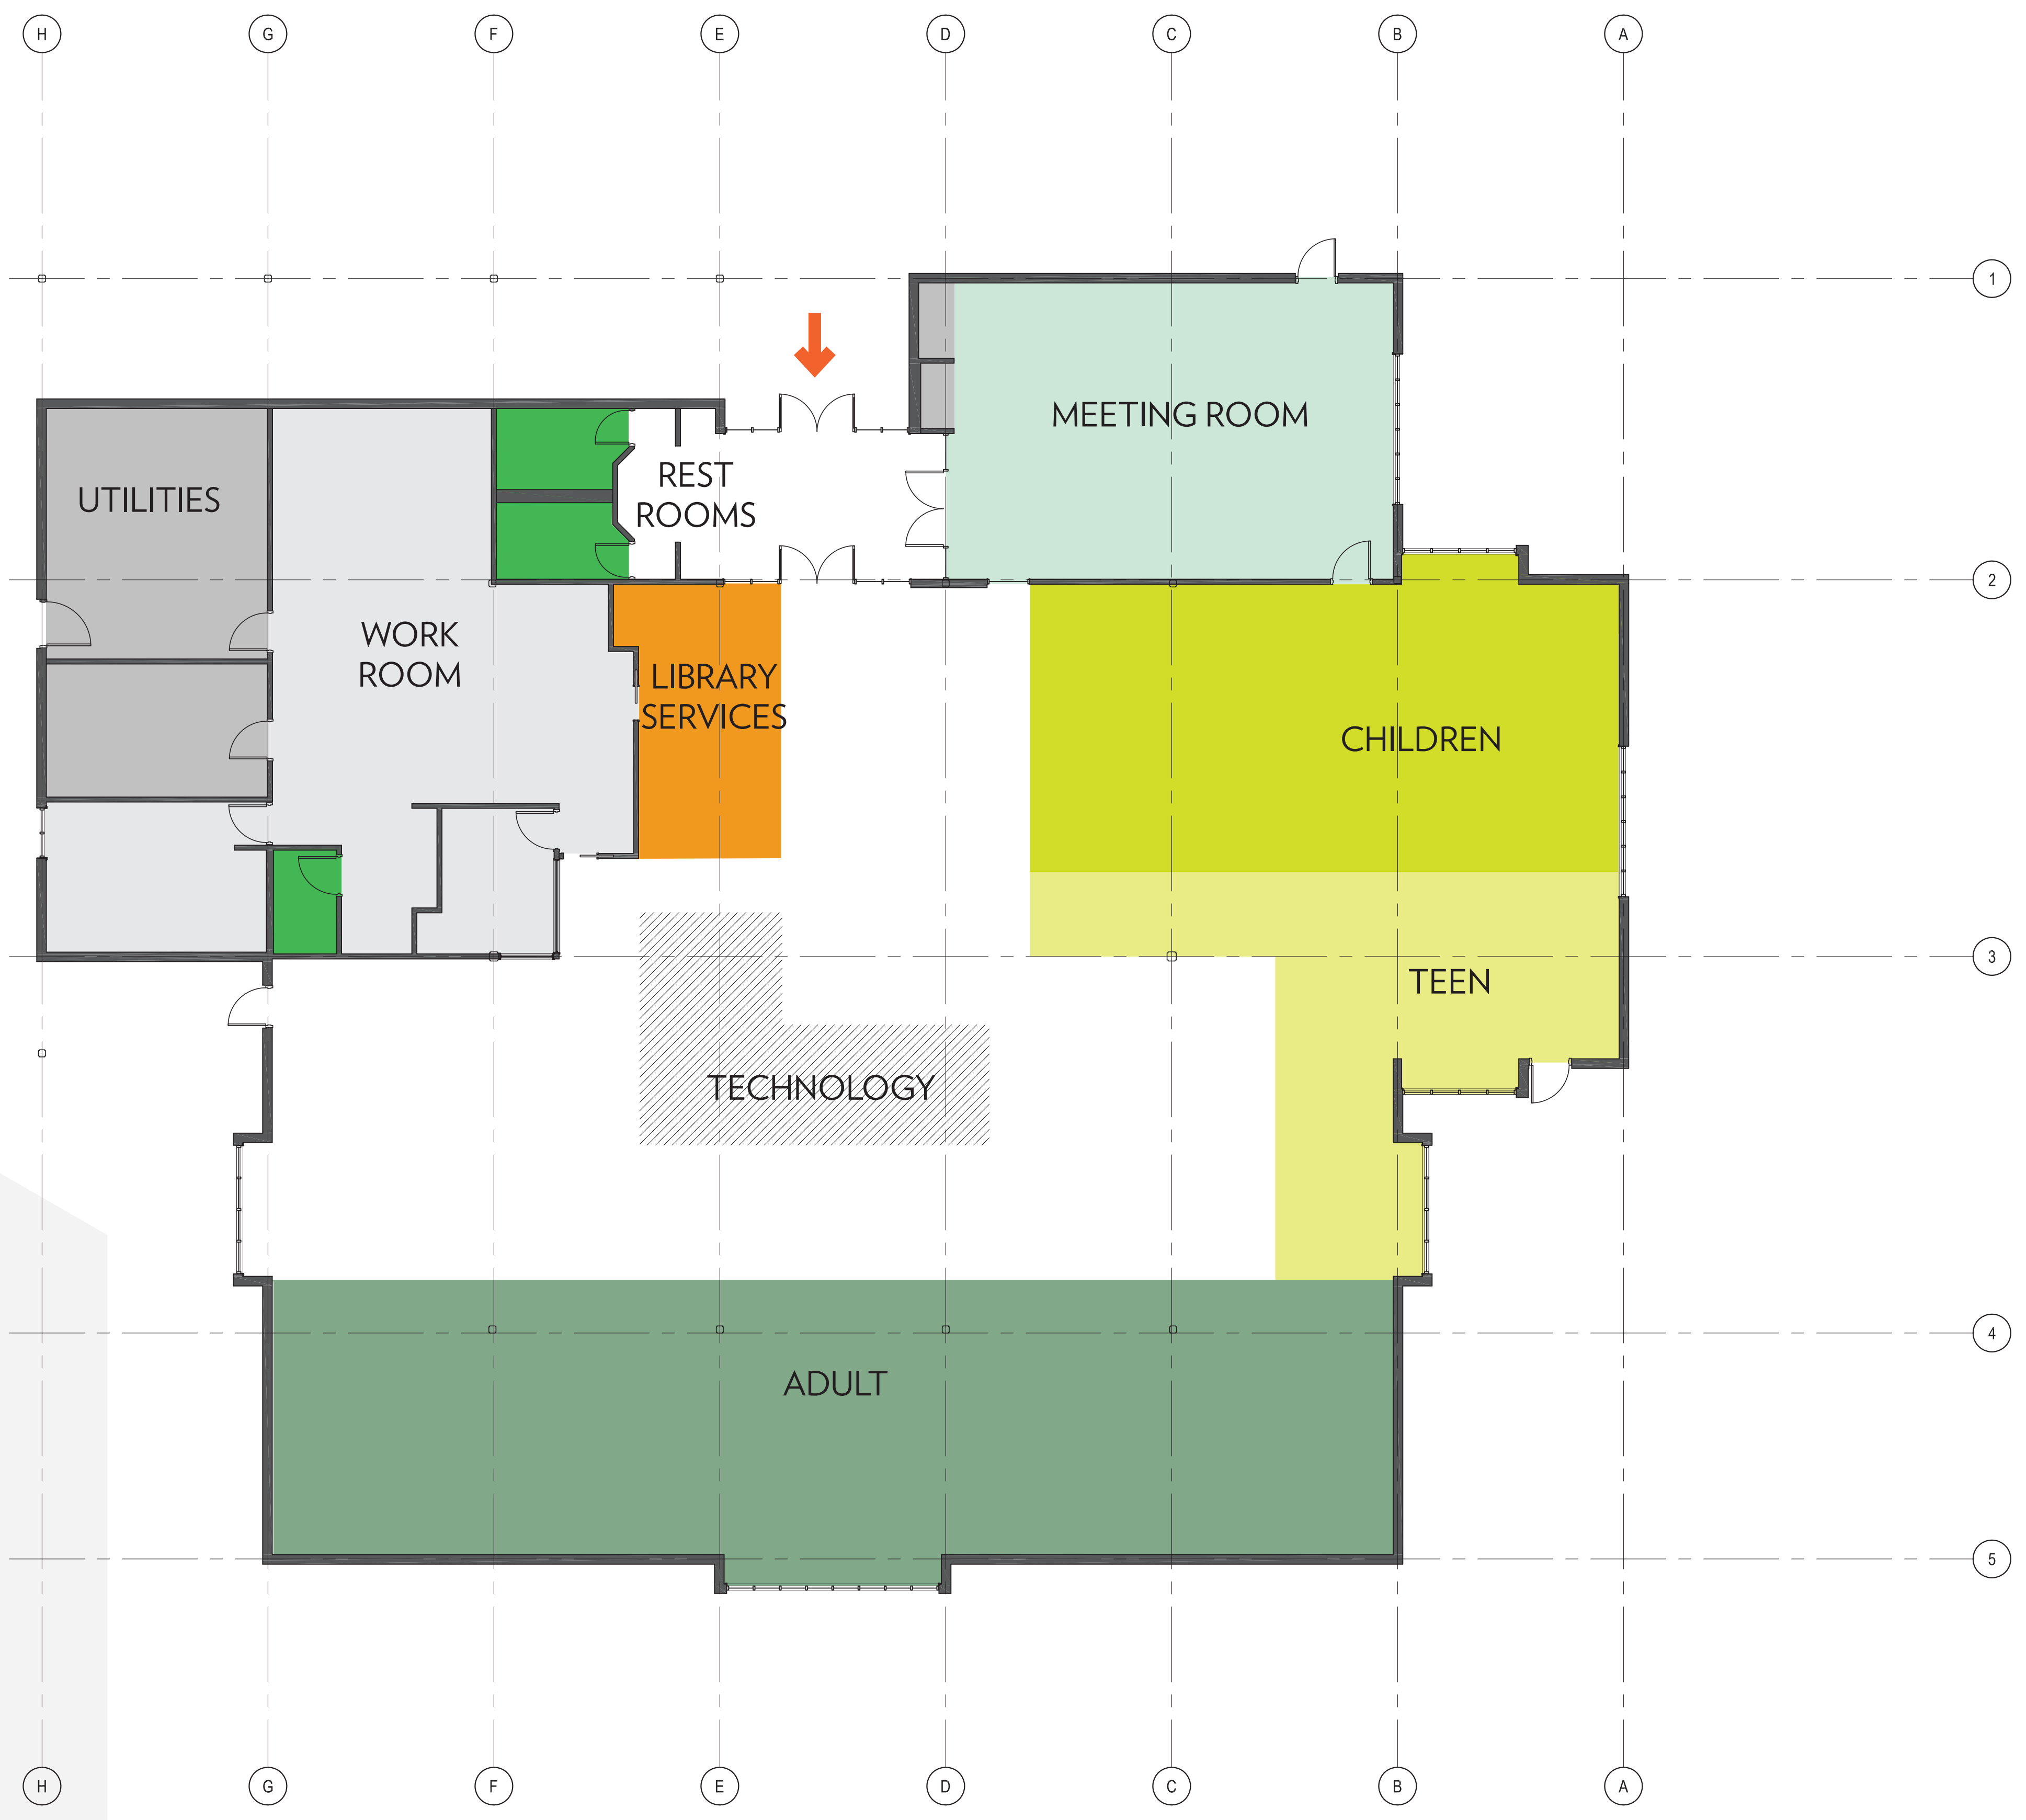 H G F E D C B A
1
MEETING ROOM
REST
ROOMS
UTILITIES
2
WORK
ROOM
LIBRARY
SERVICES
CHILDREN
3
TEEN
TECHNOLOGY
4
ADULT
5
H G F E D C B A